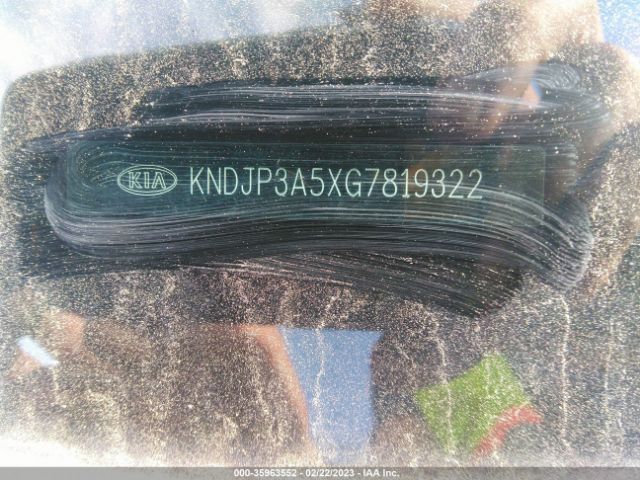 KIA KNDJP3A5XG7819322
000-35963552 - 02/22/2023 - IAA Inc.